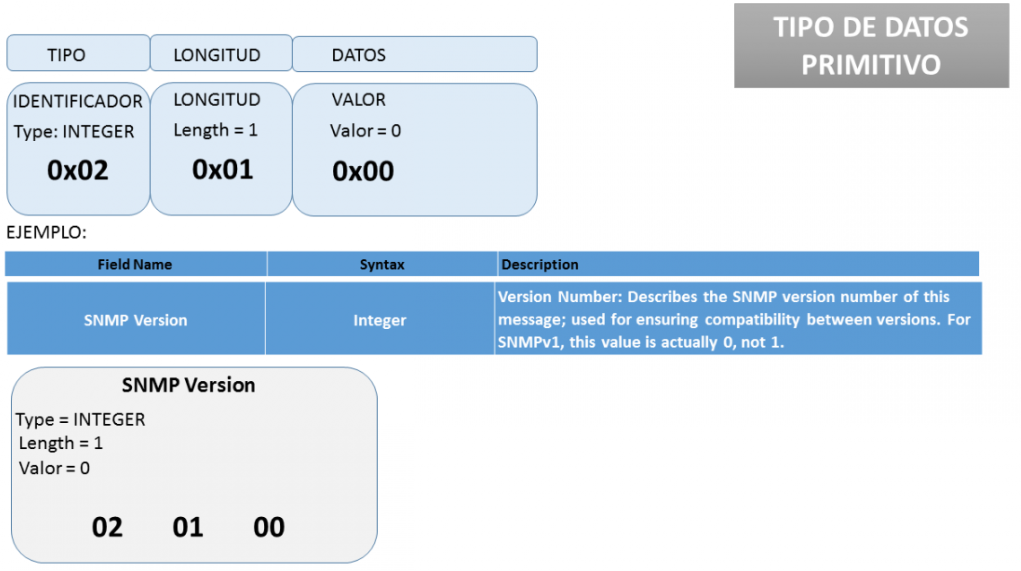 TIPO DE DATOS
PRIMITIVO
TIPO LONGITUD DATOS
IDENTIFICADOR LONGITUD VALOR
Type: INTEGER Length = 1 Valor = 0
0x02 0x01 0x00
EJEMPLO:
Field Name Syntax Description
SNMP Version Integer Version Number: Describes the SNMP version number of this
message; used for ensuring compatibility between versions. For
SNMPv1, this value is actually 0, not 1.
SNMP Version
Type = INTEGER
Length = 1
Valor = 0
02 01 00